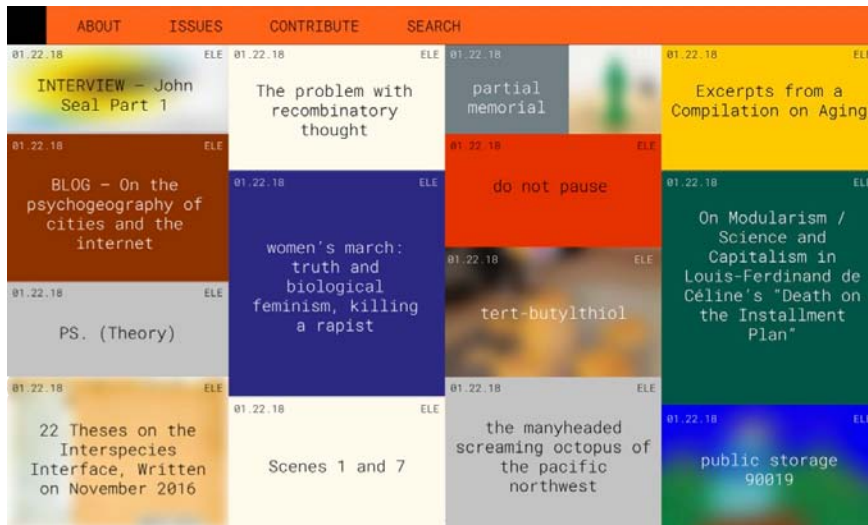 ABOUT ISSUES CONTRIBUTE SEARCH
01.22.18 ELE
INTERVIEW – John
Seal Part 1
01.22.18 ELE
BLOG – On the
psychogeography of
cities and the
internet
01.22.18 ELE
PS. (Theory)
01.22.18 ELE
22 Theses on the
Interspecies
Interface, Written
on November 2016
01.22.18 ELE
The problem with
recombinatory
thought
01.22.18 ELE
women's march:
truth and
biological
feminism, killing
a rapist
01.22.18 ELE
Scenes 1 and 7
01.22.18 ELE
partial
memorial
01.22.18 ELE
do not pause
01.22.18 ELE
tert-butylthiol
01.22.18 ELE
the manyheaded
screaming octopus of
the pacific
northwest
01.22.18 ELE
Excerpts from a
Compilation on Aging
01.22.18 ELE
On Modularism /
Science and
Capitalism in
Louis-Ferdinand de
Céline's "Death on
the Installment
Plan"
01.22.18 ELE
public storage
90019